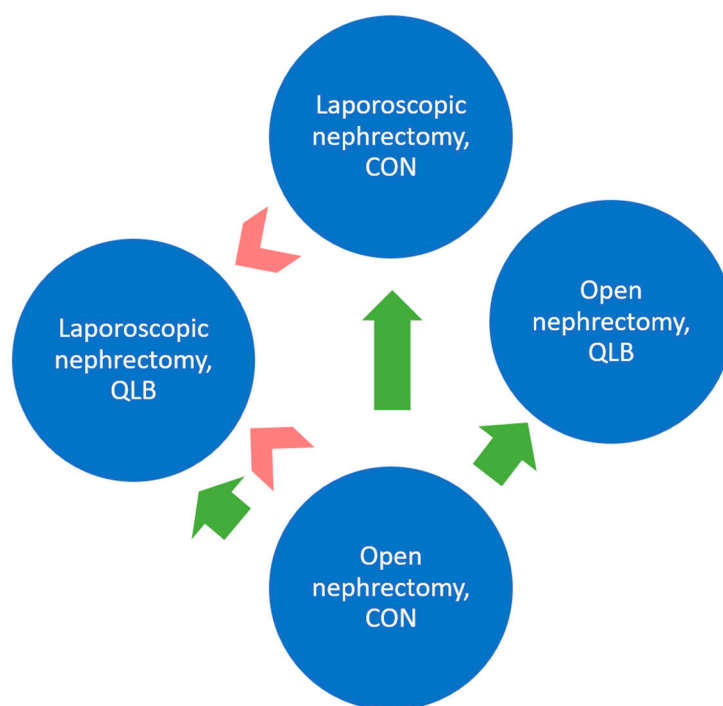 Laporoscopic
nephrectomy,
CON
Open
nephrectomy,
QLB
Laporoscopic
nephrectomy,
QLB
Open
nephrectomy,
CON